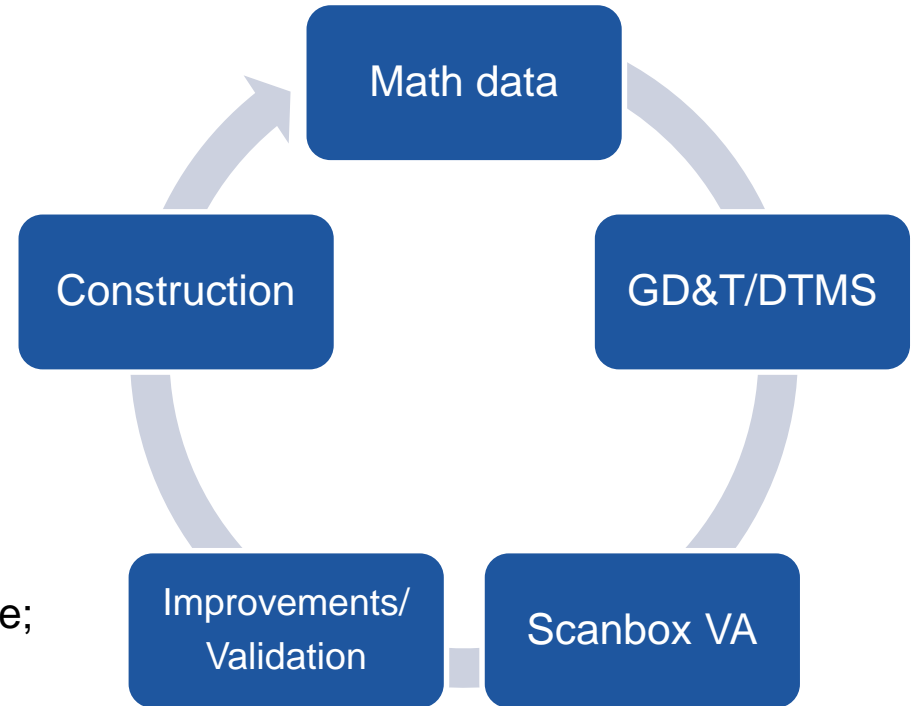 Math data
Construction
GD&T/DTMS
e;
Improvements/
Validation
Scanbox VA